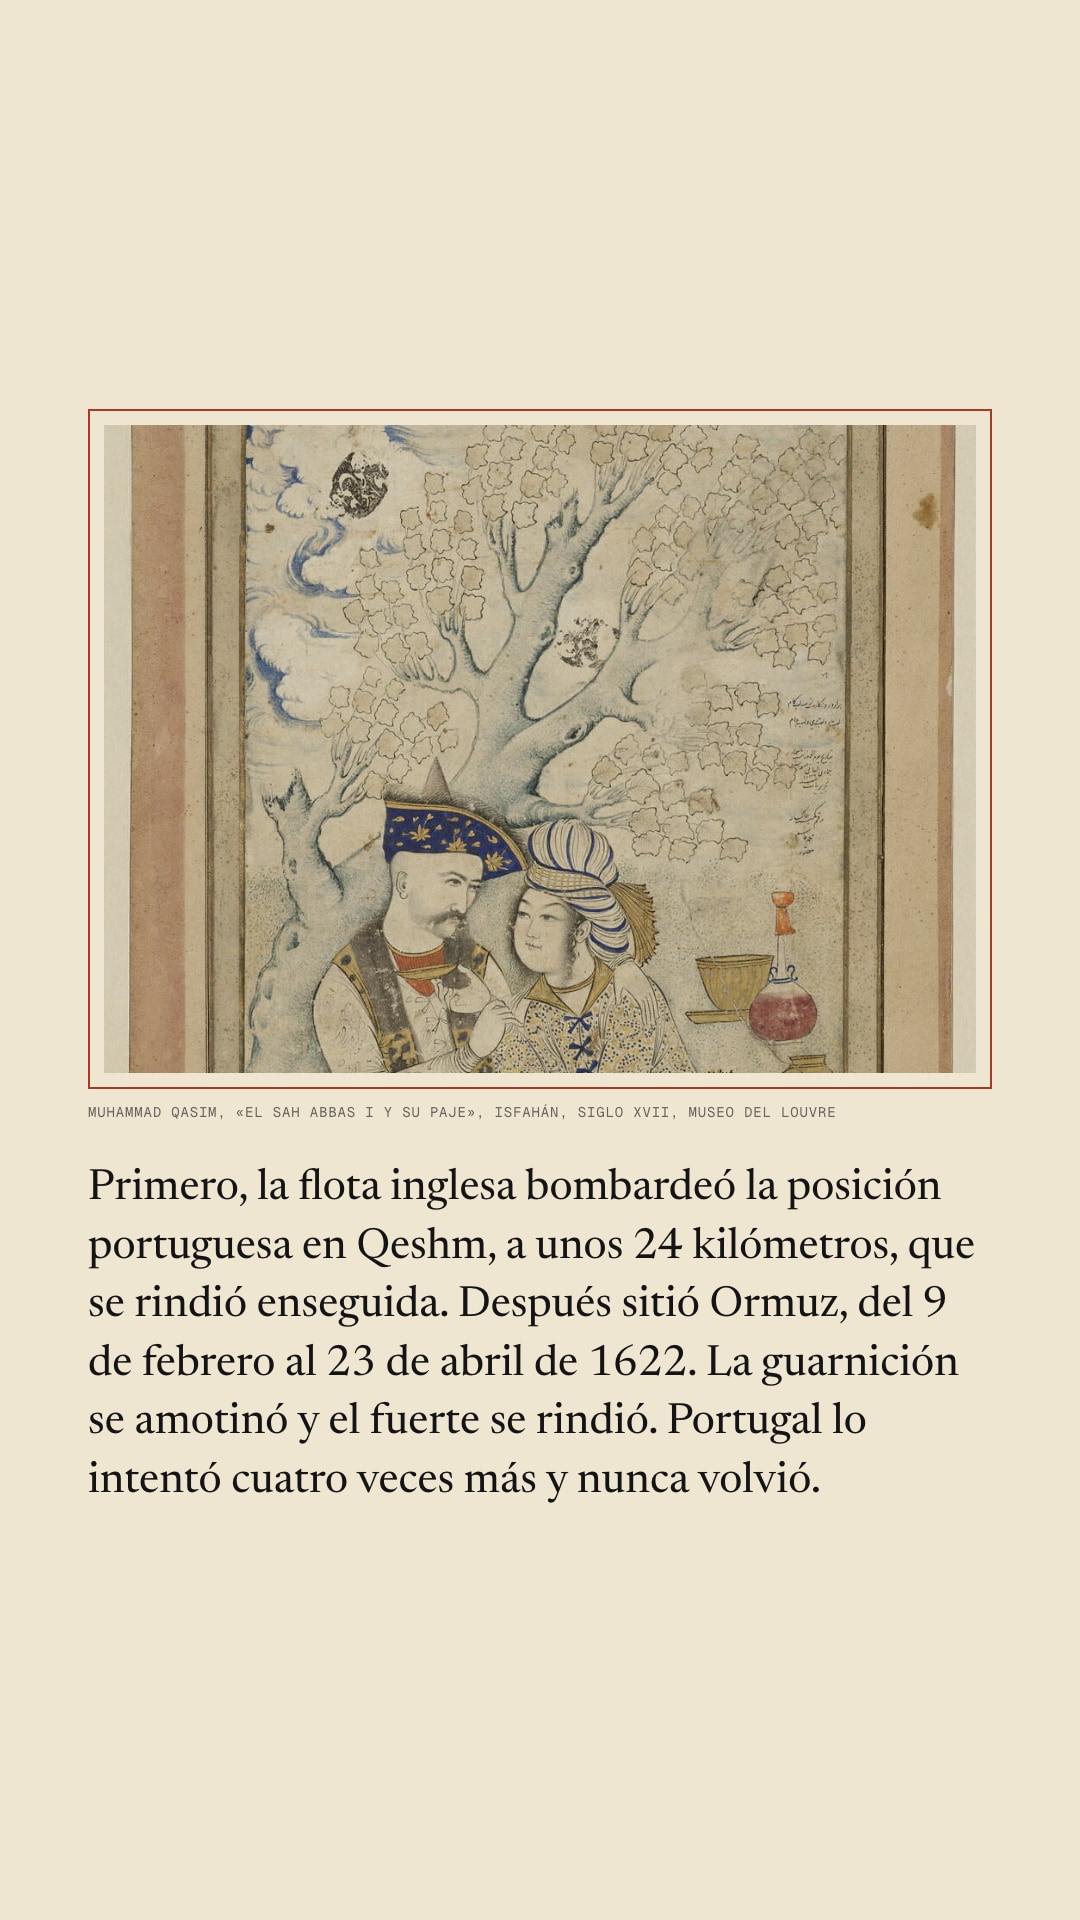 MUHAMMAD QASIM, «EL SAH ABBAS I Y SU PAJE», ISFAHÁN, SIGLO XVII, MUSEO DEL LOUVRE
Primero, la flota inglesa bombardeó la posición
portuguesa en Qeshm, a unos 24 kilómetros, que
se rindió enseguida. Después sitió Ormuz, del 9
de febrero al 23 de abril de 1622. La guarnición
se amotinó y el fuerte se rindió. Portugal lo
intentó cuatro veces más y nunca volvió.